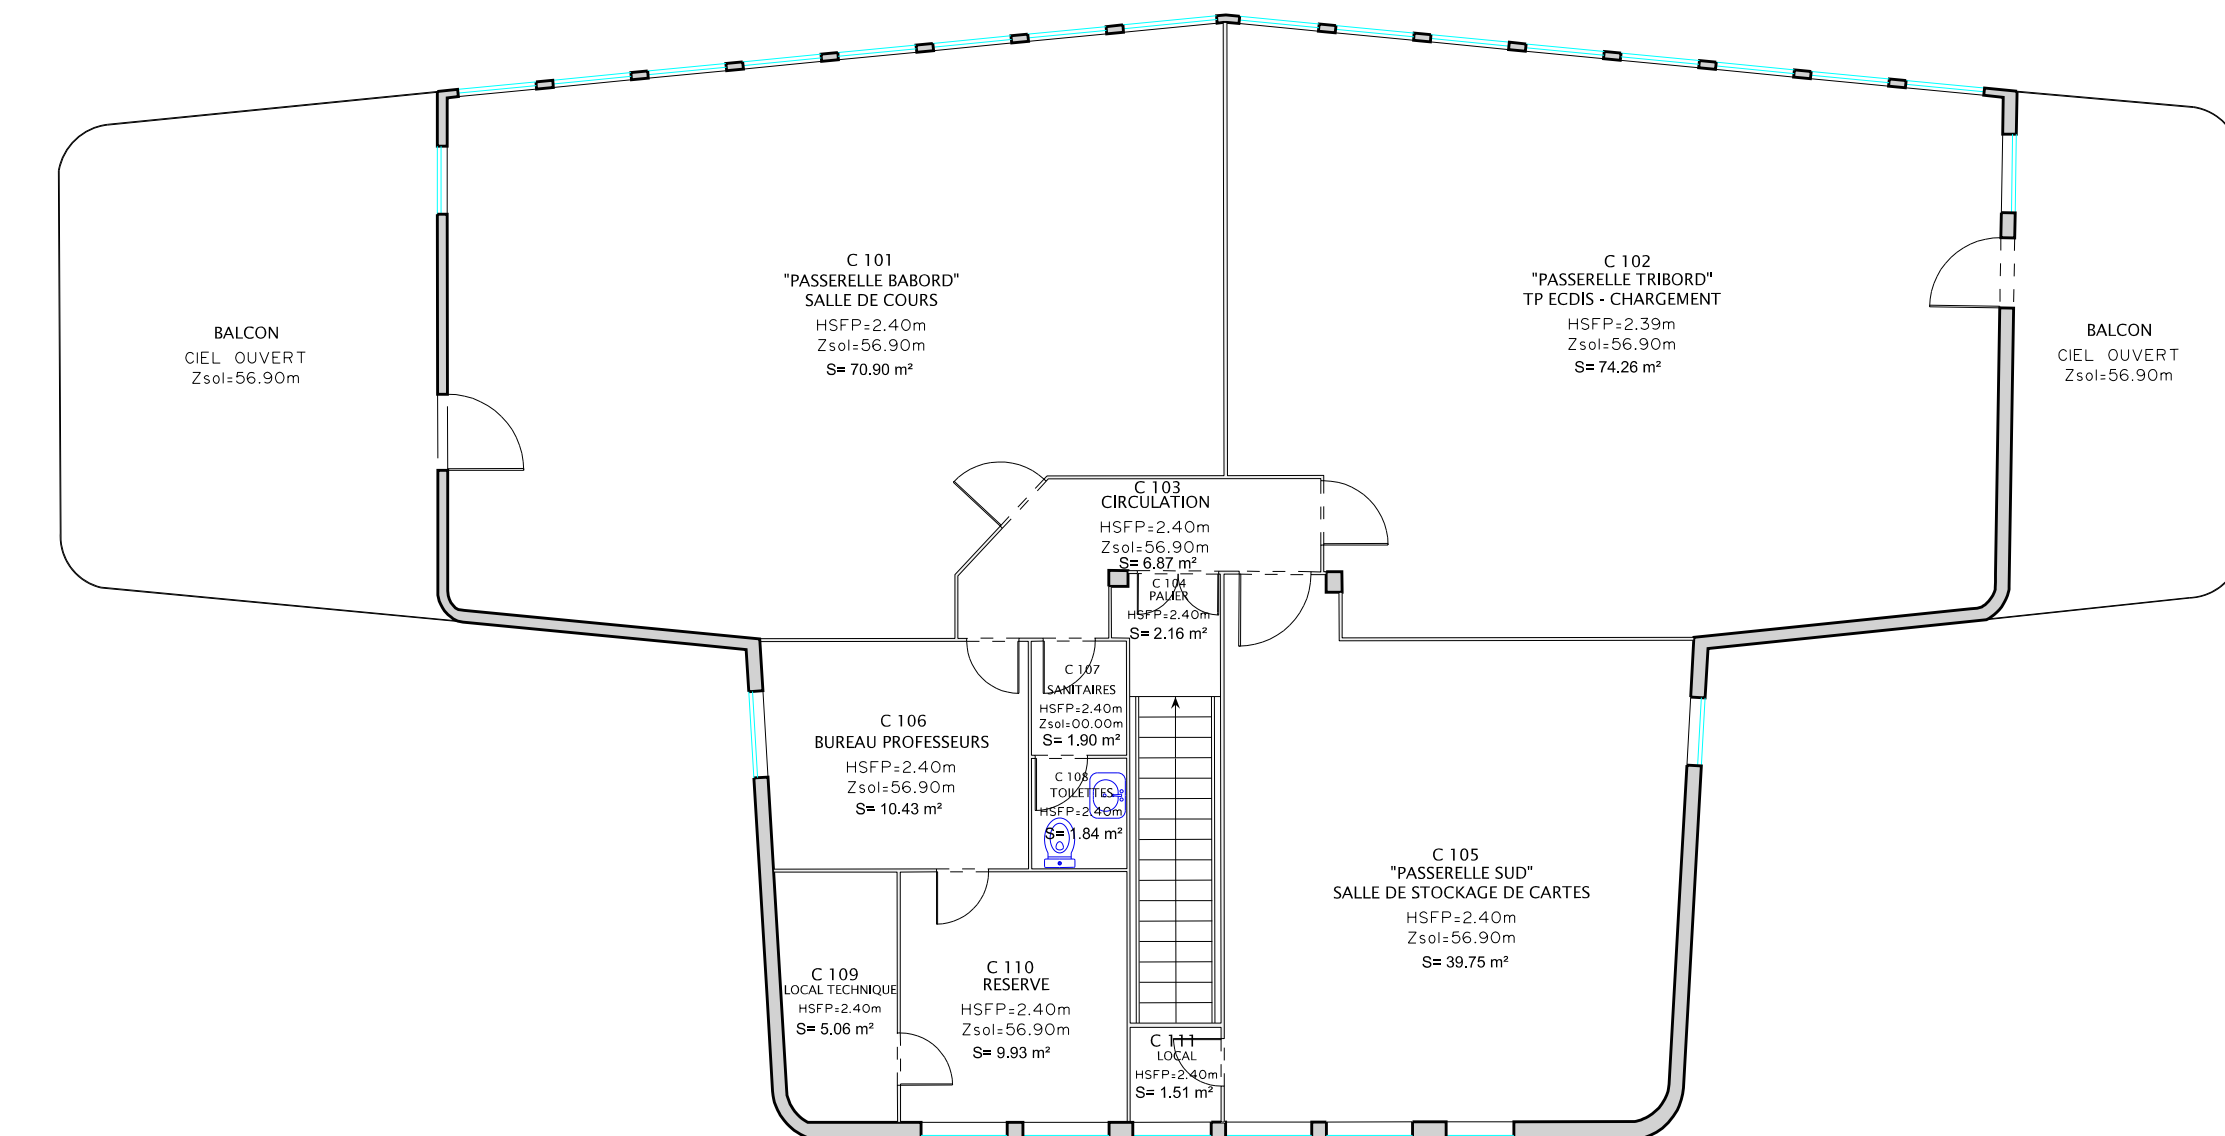 C 101
"PASSERELLE BABORD"
SALLE DE COURS
HSFP=2.40m
Zsol=56.90m
S= 70.90 m²
C 102
"PASSERELLE TRIBORD"
TP ECDIS - CHARGEMENT
HSFP=2.39m
Zsol=56.90m
S= 74.26 m²
BALCON
CIEL OUVERT
Zsol=56.90m
BALCON
CIEL OUVERT
Zsol=56.90m
C 103
CIRCULATION
HSFP=2.40m
Zsol=56.90m
S= 6.87 m²
C 104
PALIER
HSFP=2.40m
S= 2.16 m²
C 107
SANITAIRES
HSFP=2.40m
Zsol=00.00m
S= 1.90 m²
C 106
BUREAU PROFESSEURS
HSFP=2.40m
Zsol=56.90m
S= 10.43 m²
C 108
TOILETTES
HSFP=2.40m
S= 1.84 m²
C 105
"PASSERELLE SUD"
SALLE DE STOCKAGE DE CARTES
HSFP=2.40m
Zsol=56.90m
S= 39.75 m²
C 109
LOCAL TECHNIQUE
HSFP=2.40m
S= 5.06 m²
C 110
RESERVE
HSFP=2.40m
Zsol=56.90m
S= 9.93 m²
C 111
LOCAL
HSFP=2.40m
S= 1.51 m²